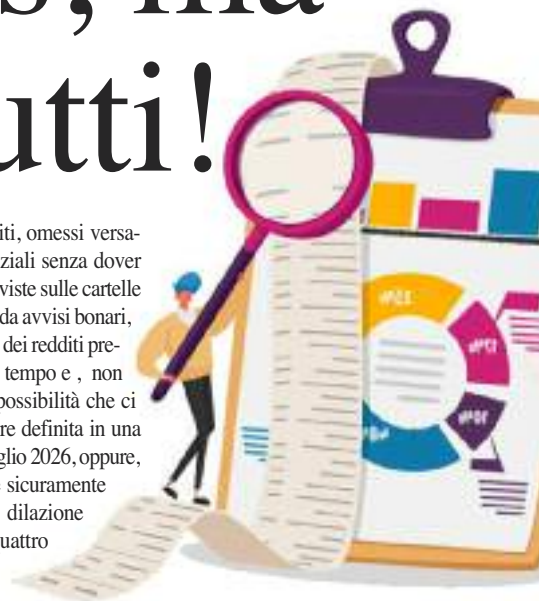 utti!
iti, omessi versa-
ziali senza dover
viste sulle cartelle
da avvisi bonari,
dei redditi pre-
tempo e , non
possibilità che ci
re definita in una
glio 2026, oppure,
sicuramente
dilazione
uattro